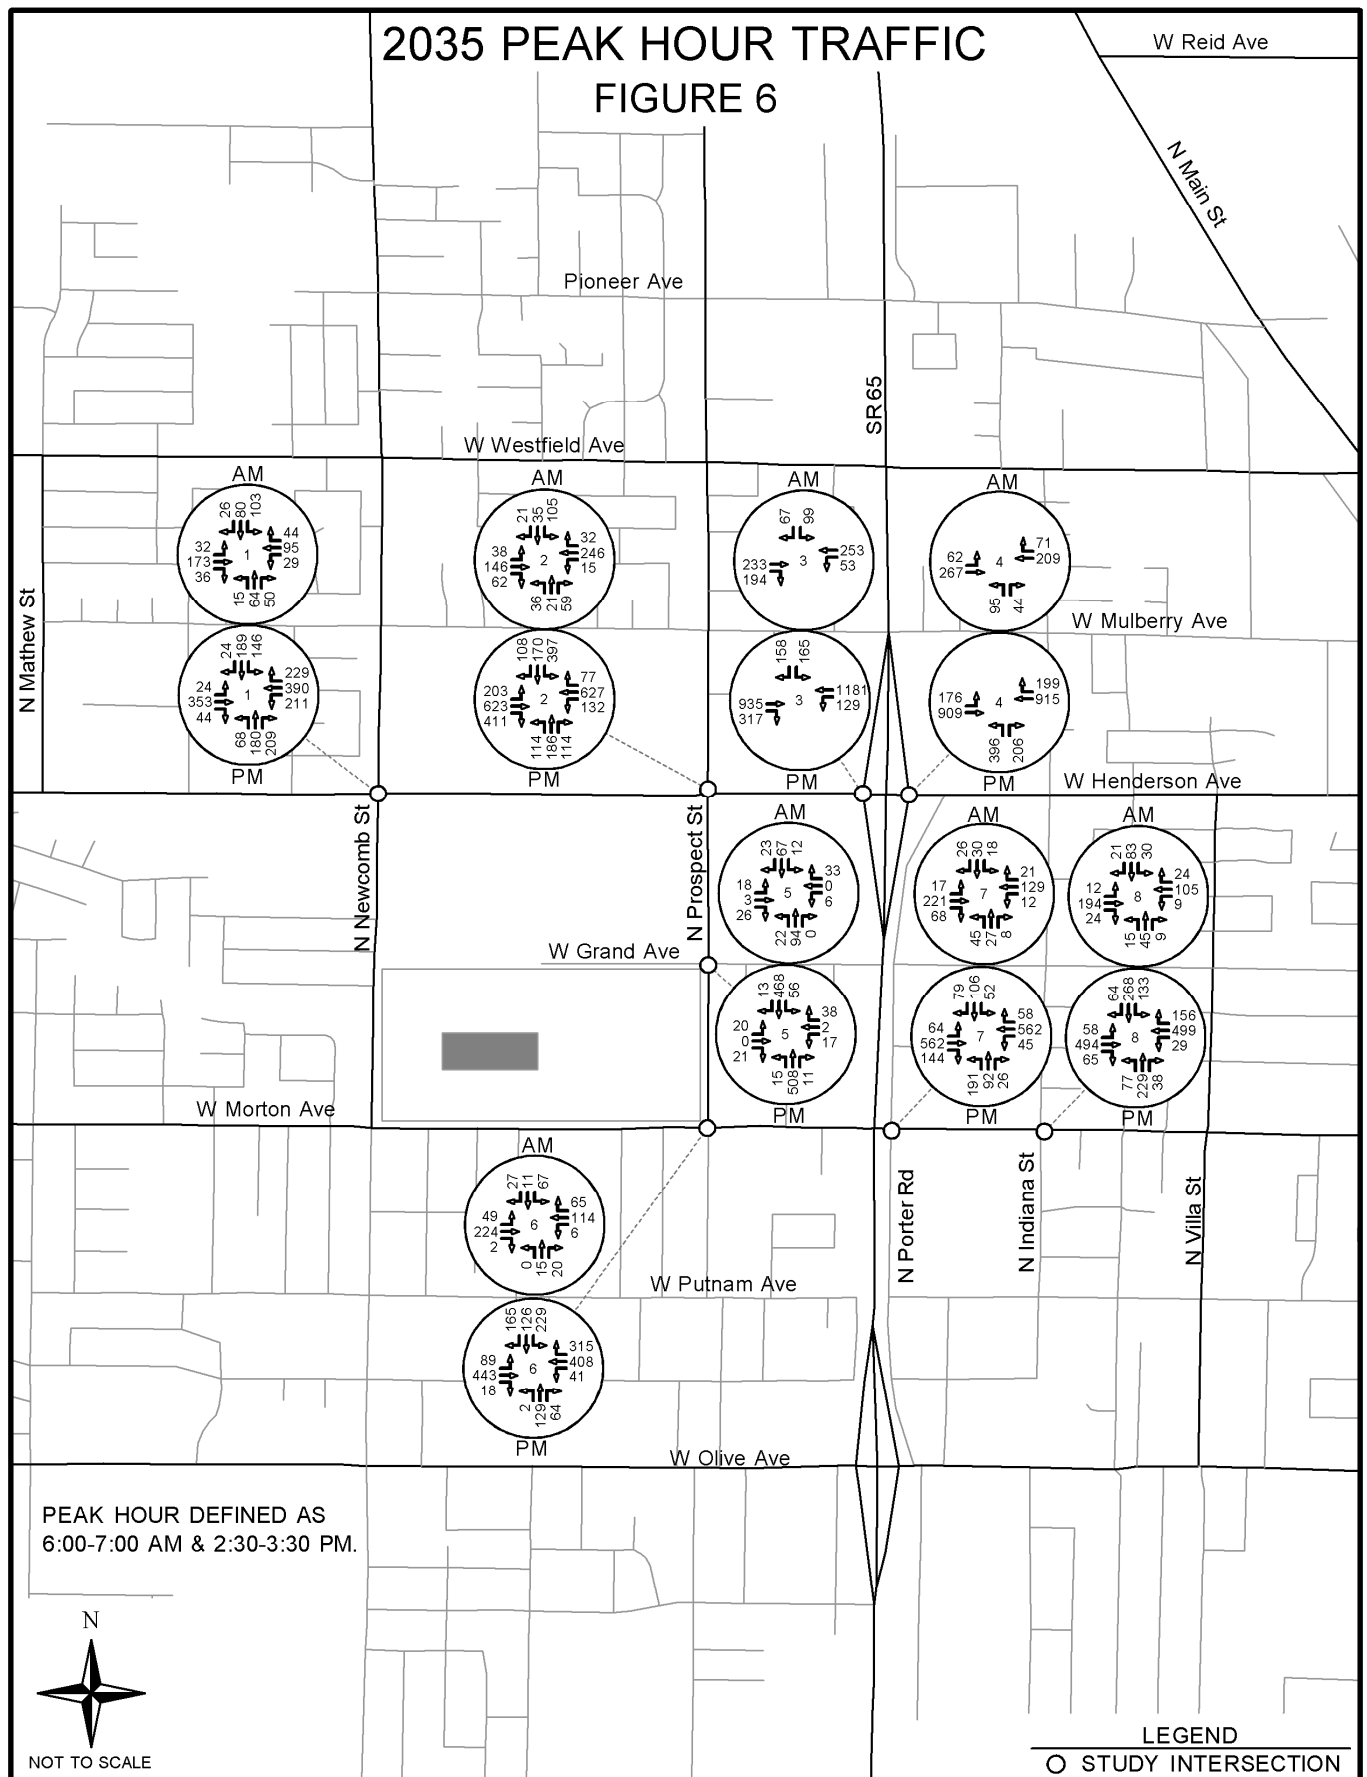 2035 PEAK HOUR TRAFFIC
FIGURE 6
W Reid Ave
N Main St
Pioneer Ave
SR65
W Westfield Ave
N Mathew St
AM
26 80 103
32 173 36
1
44 95 29
15 64 50
24 189 146
24 353 44
1
229 390 211
68 180 209
PM
AM
21 35 105
38 146 62
2
32 246 15
36 21 59
108 170 397
203 623 411
2
77 627 132
114 186 114
PM
AM
67 99
233 194
3
253 53
158 165
935 317
3
1181 129
PM
AM
62 267
4
71 209
95 44
176 909
4
199 915
396 206
PM
W Mulberry Ave
W Henderson Ave
N Newcomb St
N Prospect St
AM
23 67 12
18 3 26
5
33 0 6
22 94 0
13 468 56
20 0 21
5
38 2 17
15 508 11
PM
AM
26 30 18
17 221 68
7
21 129 12
45 27 8
79 106 52
64 562 144
7
58 562 45
191 92 26
PM
AM
21 83 30
12 194 24
8
24 105 9
15 45 9
64 268 133
58 494 65
8
156 499 29
77 229 38
PM
W Grand Ave
W Morton Ave
AM
27 11 67
49 224 2
6
65 114 6
0 15 20
165 126 229
89 443 18
6
315 408 41
2 129 64
PM
N Porter Rd
N Indiana St
N Villa St
W Putnam Ave
W Olive Ave
PEAK HOUR DEFINED AS
6:00-7:00 AM & 2:30-3:30 PM.
N
NOT TO SCALE
LEGEND
STUDY INTERSECTION